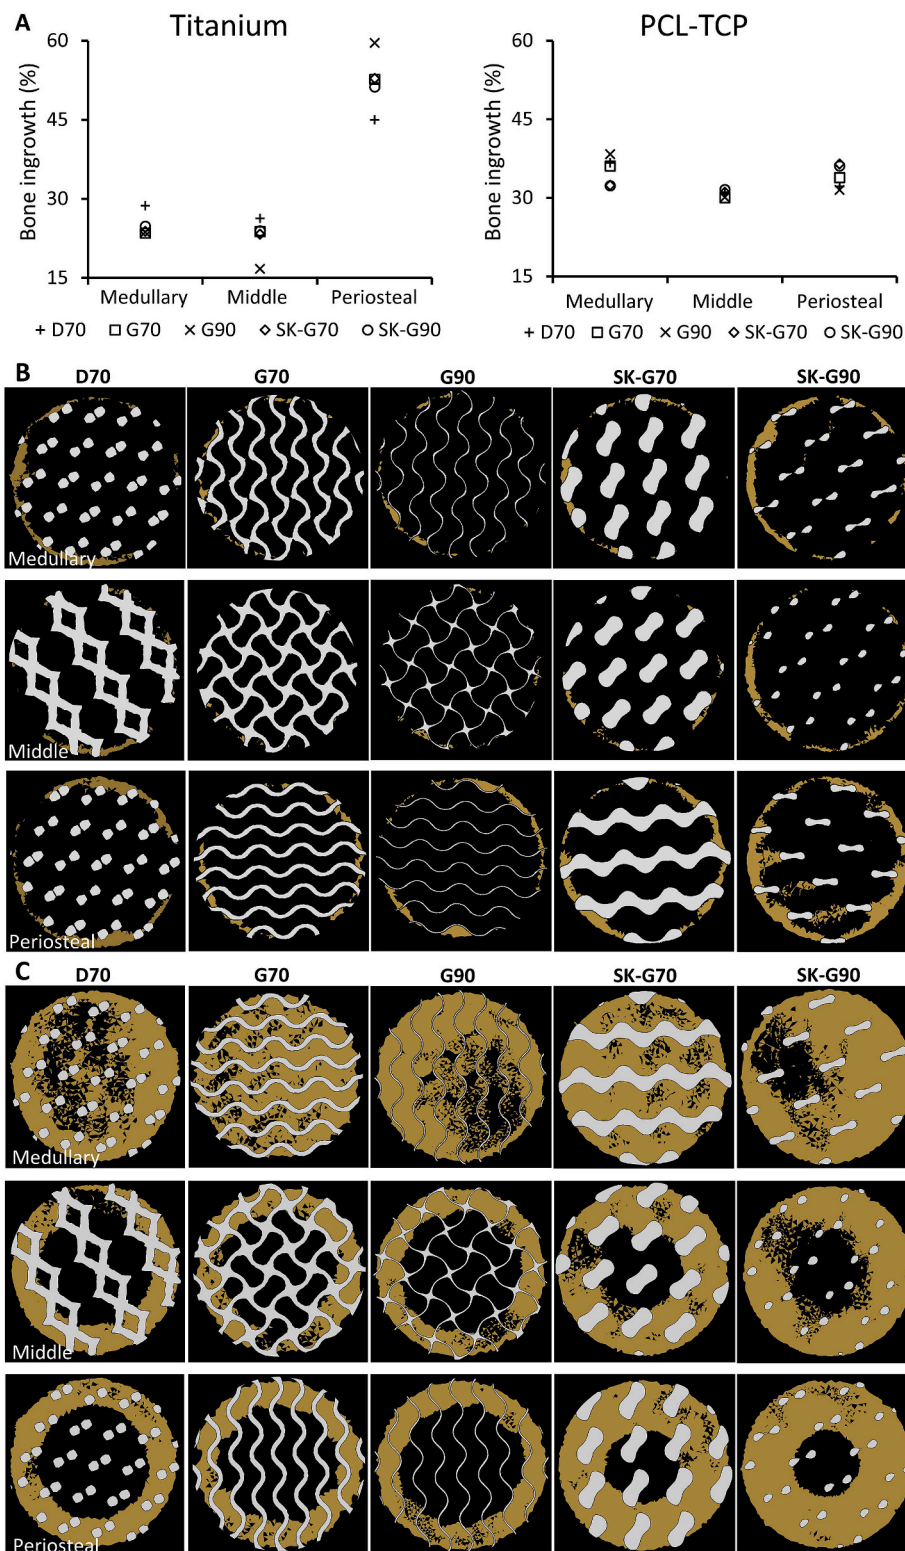 A
Titanium
PCL-TCP
Bone ingrowth (%)
60
45
30
15
Medullary Middle Periosteal
+ D70 □ G70 × G90 ◇ SK-G70 ○ SK-G90
Bone ingrowth (%)
60
45
30
15
Medullary Middle Periosteal
+ D70 □ G70 × G90 ◇ SK-G70 ○ SK-G90
B
D70 G70 G90 SK-G70 SK-G90
Medullary
Middle
Periosteal
C
D70 G70 G90 SK-G70 SK-G90
Medullary
Middle
Periosteal